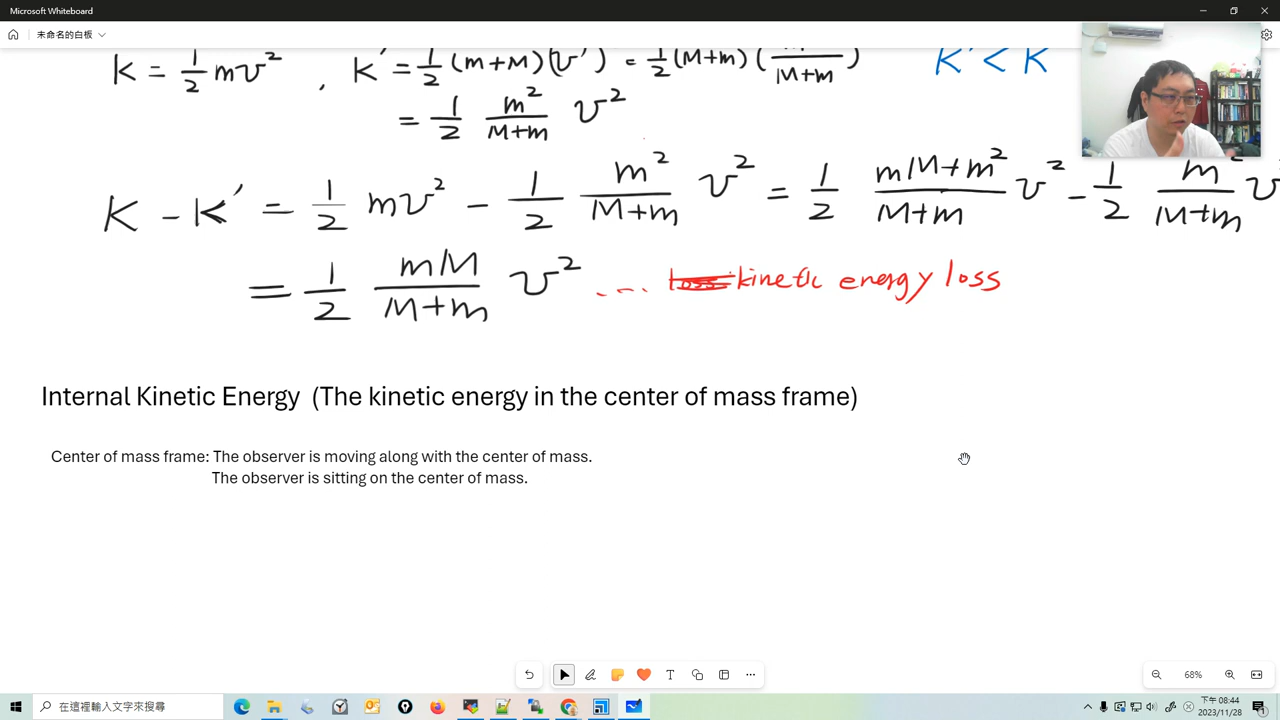 Microsoft Whiteboard
未命名的白板
K = 1/2 mv² , K' = 1/2 (m+M)(v') = 1/2 (M+m)( /M+m ) K' < K
= 1/2 m²/M+m v²
K - K' = 1/2 mv² - 1/2 m²/M+m v² = 1/2 mM+m²/M+m v² - 1/2 m²/M+m v
= 1/2 mM/M+m v² ... loss kinetic energy loss
Internal Kinetic Energy (The kinetic energy in the center of mass frame)
Center of mass frame: The observer is moving along with the center of mass.
The observer is sitting on the center of mass.
68%
在這裡輸入文字來搜尋
下午 08:44
2023/11/28